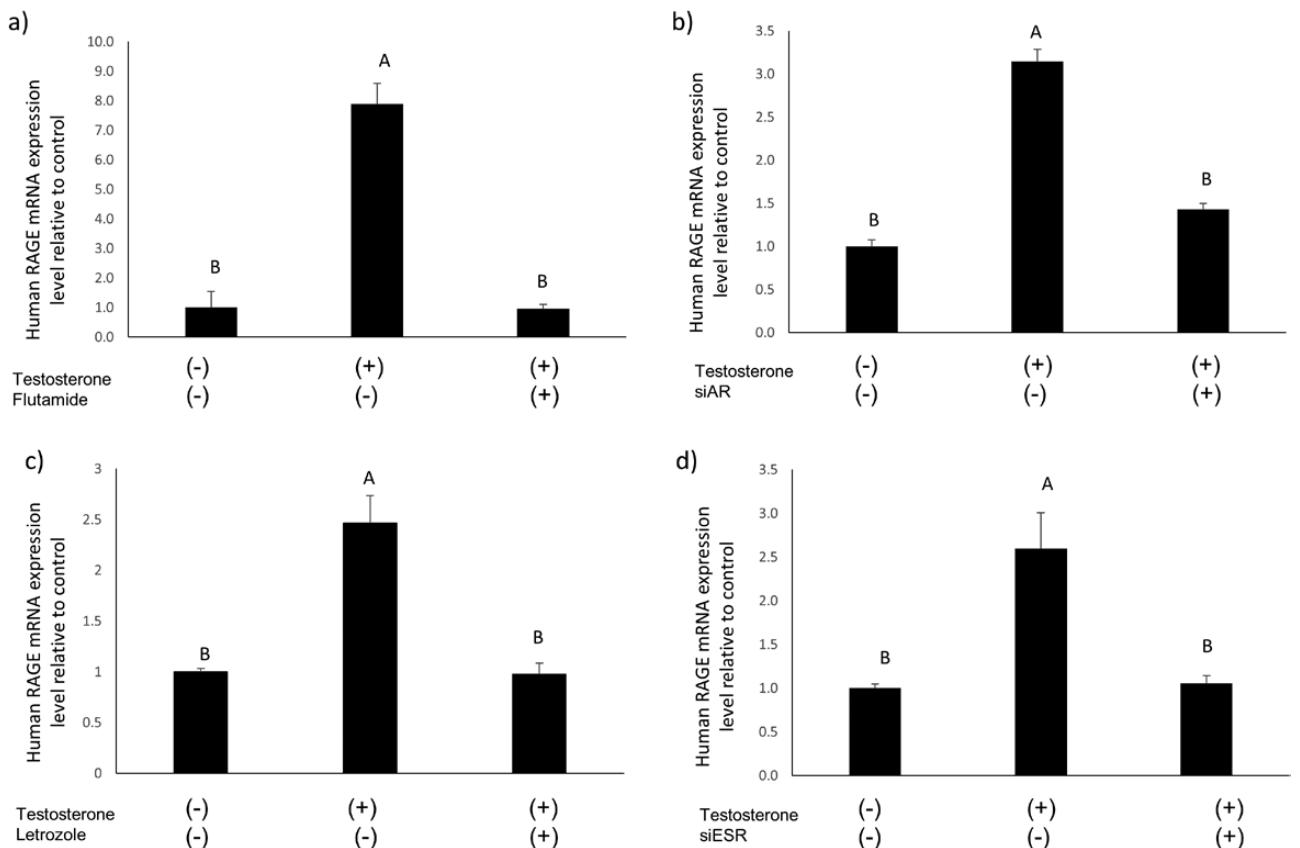 a)
Human RAGE mRNA expression
level relative to control
10.0
9.0
8.0
7.0
6.0
5.0
4.0
3.0
2.0
1.0
0.0
B
A
B
Testosterone (-) (+) (+)
Flutamide (-) (-) (+)
b)
Human RAGE mRNA expression
level relative to control
3.5
3.0
2.5
2.0
1.5
1.0
0.5
0.0
B
A
B
Testosterone (-) (+) (+)
siAR (-) (-) (+)
c)
Human RAGE mRNA expression
level relative to control
3
2.5
2
1.5
1
0.5
0
B
A
B
Testosterone (-) (+) (+)
Letrozole (-) (-) (+)
d)
Human RAGE mRNA expression
level relative to control
3.5
3.0
2.5
2.0
1.5
1.0
0.5
0.0
B
A
B
Testosterone (-) (+) (+)
siESR (-) (-) (+)